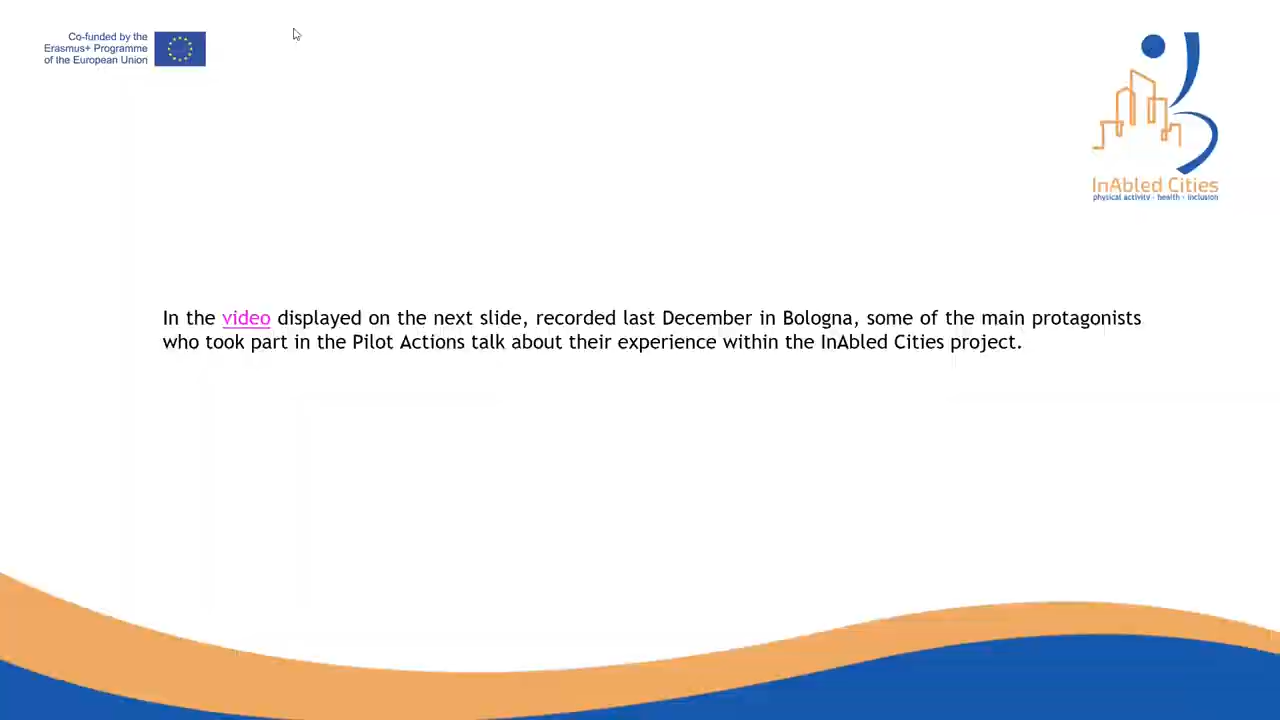 Co-funded by the
Erasmus+ Programme
of the European Union
InAbled Cities
physical activity - health - inclusion
In the video displayed on the next slide, recorded last December in Bologna, some of the main protagonists
who took part in the Pilot Actions talk about their experience within the InAbled Cities project.